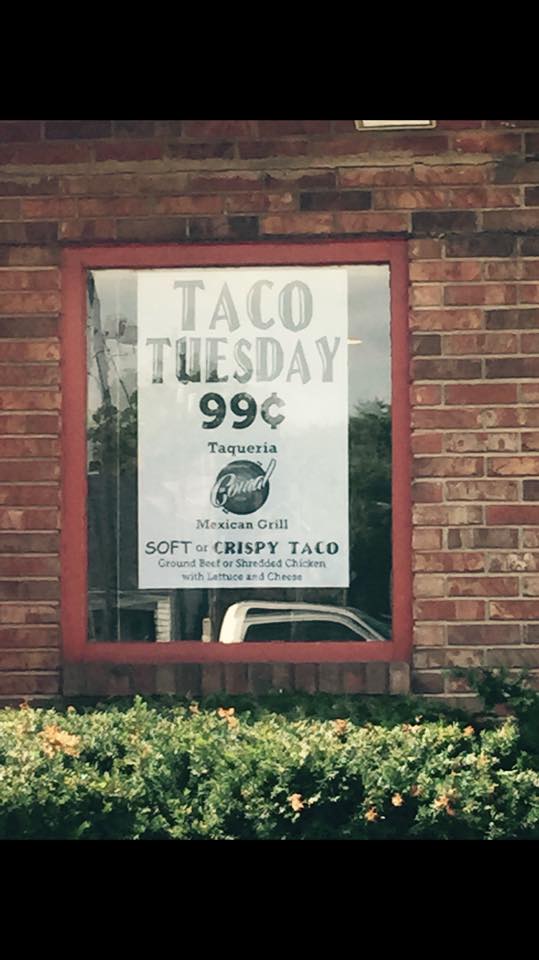 TACO
TUESDAY
99¢
Taqueria
Comal
Mexican Grill
SOFT or CRISPY TACO
Ground Beef or Shredded Chicken
with Lettuce and Cheese